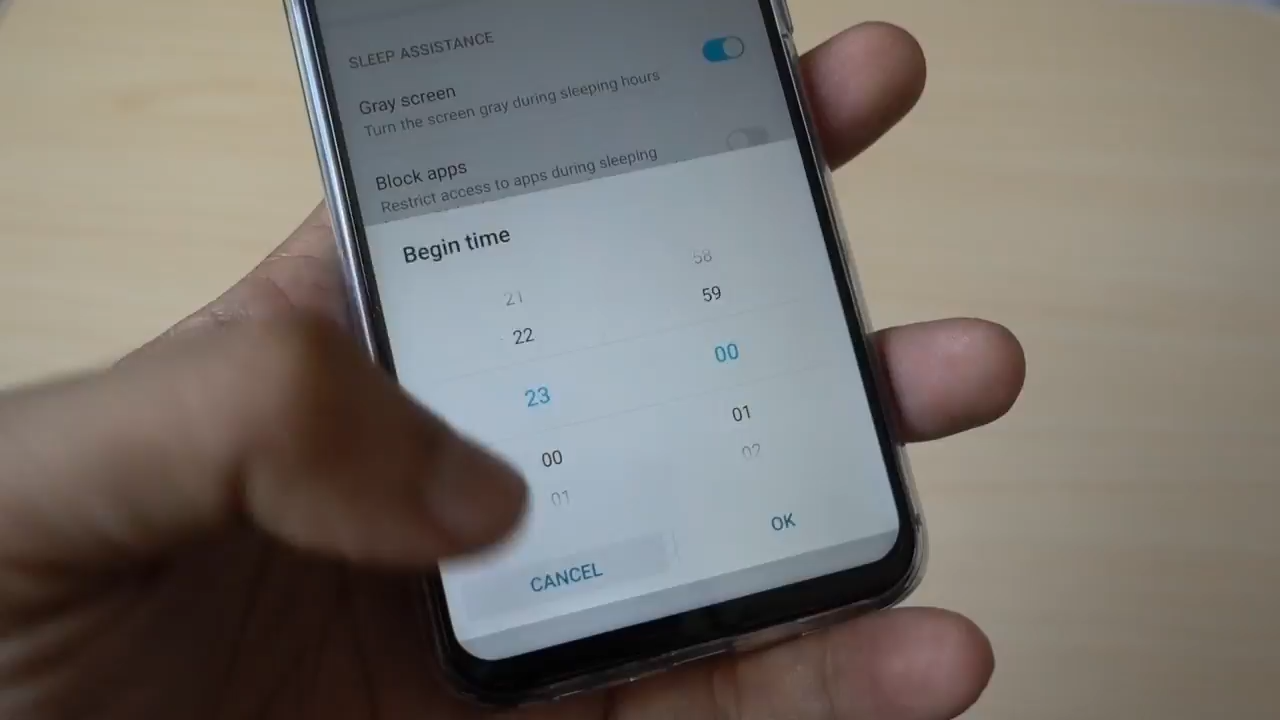 SLEEP ASSISTANCE
Gray screen
Turn the screen gray during sleeping hours
Block apps
Restrict access to apps during sleeping
Begin time
21 58
22 59
23 00
00 01
01 02
CANCEL OK